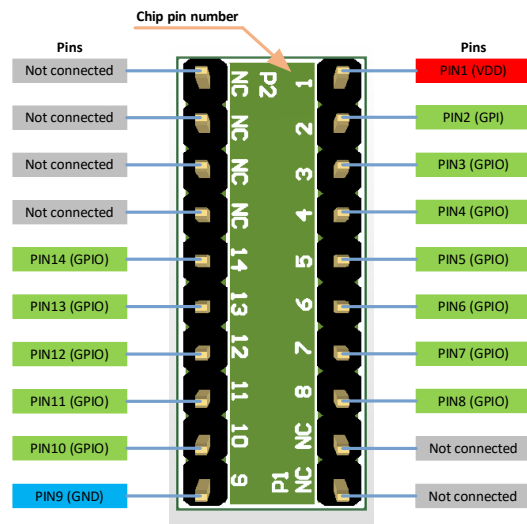 Chip pin number
Pins
Pins
Not connected
NC
P2
1
PIN1 (VDD)
Not connected
NC
2
PIN2 (GPI)
Not connected
NC
3
PIN3 (GPIO)
Not connected
NC
4
PIN4 (GPIO)
PIN14 (GPIO)
14
5
PIN5 (GPIO)
PIN13 (GPIO)
13
6
PIN6 (GPIO)
PIN12 (GPIO)
12
7
PIN7 (GPIO)
PIN11 (GPIO)
11
8
PIN8 (GPIO)
PIN10 (GPIO)
10
NC
Not connected
PIN9 (GND)
9
P1
NC
Not connected